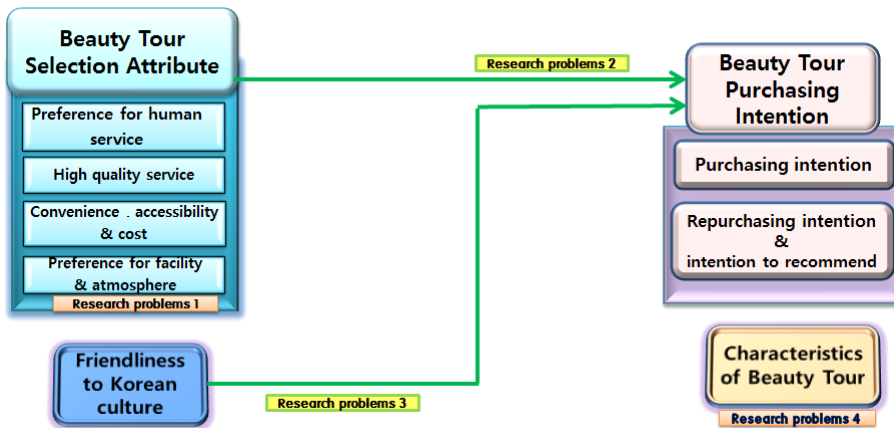 Beauty Tour
Selection Attribute
Preference for human
service
High quality service
Convenience . accessibility
& cost
Preference for facility
& atmosphere
Research problems 1
Research problems 2
Beauty Tour
Purchasing
Intention
Purchasing intention
Repurchasing intention
&
intention to recommend
Friendliness
to Korean
culture
Research problems 3
Characteristics
of Beauty Tour
Research problems 4